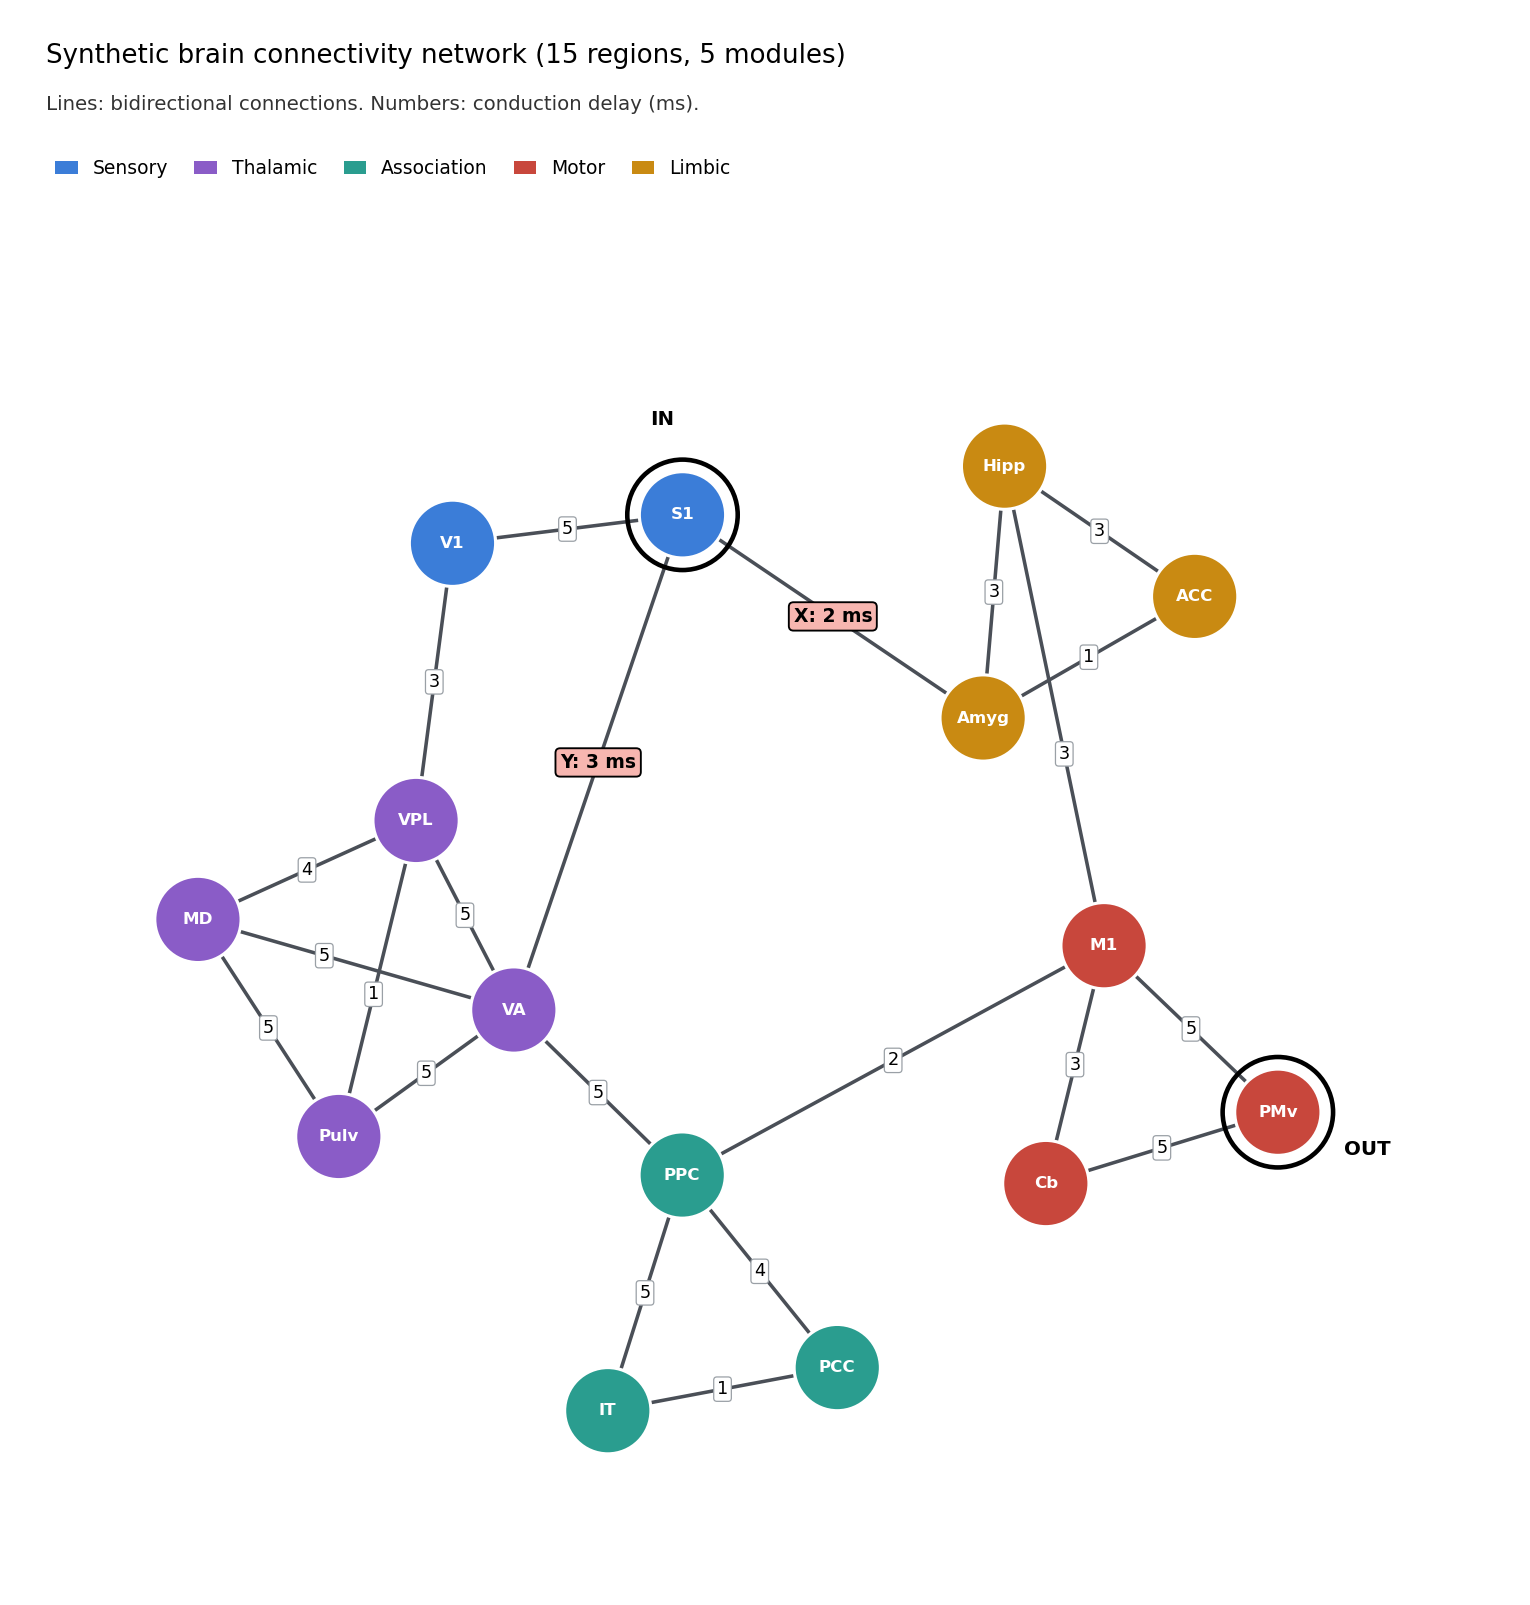 Synthetic brain connectivity network (15 regions, 5 modules)
Lines: bidirectional connections. Numbers: conduction delay (ms).
Sensory Thalamic Association Motor Limbic
IN
Hipp
S1
V1 5
3
3
ACC
X: 2 ms
1
3
Amyg
3
Y: 3 ms
VPL
4
5
MD
M1
5
1
VA
5
5
5
5
2
3
PMv
OUT
Pulv
5
PPC
Cb
4
5
PCC
1
IT